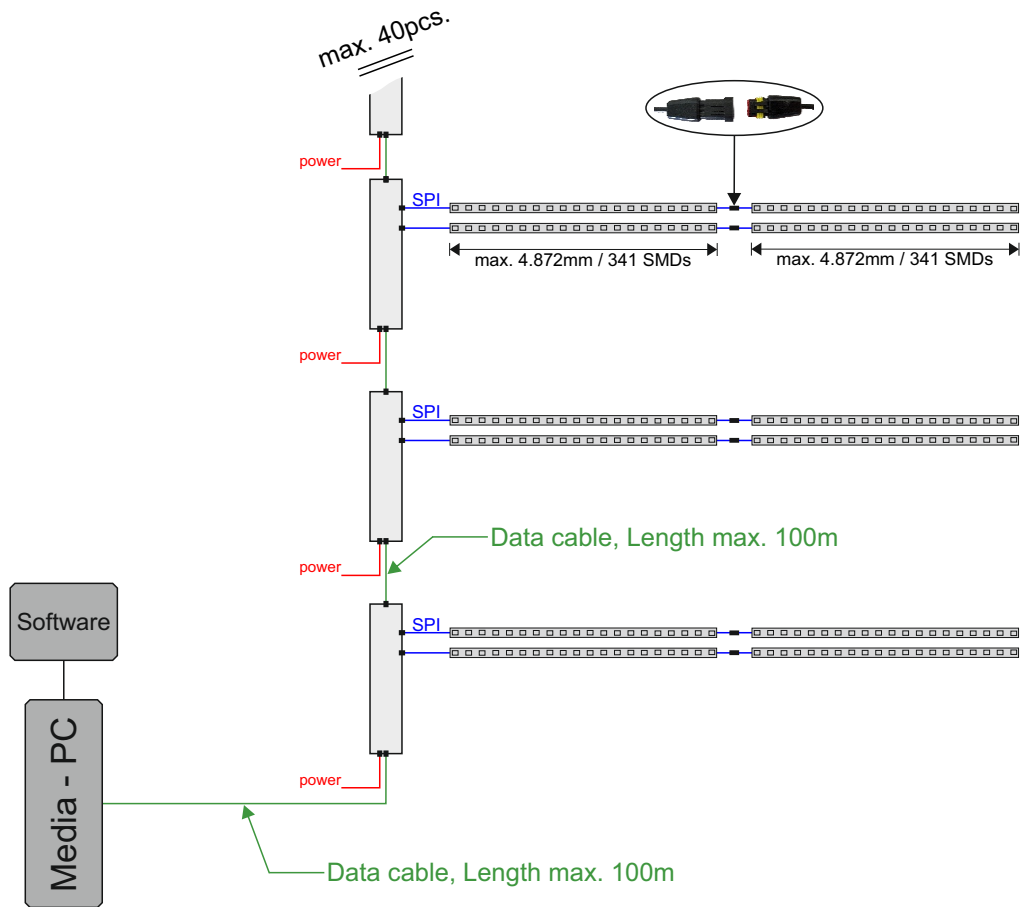 max. 40pcs.
power
SPI
max. 4.872mm / 341 SMDs
max. 4.872mm / 341 SMDs
power
SPI
Data cable, Length max. 100m
power
Software
SPI
Media - PC
power
Data cable, Length max. 100m